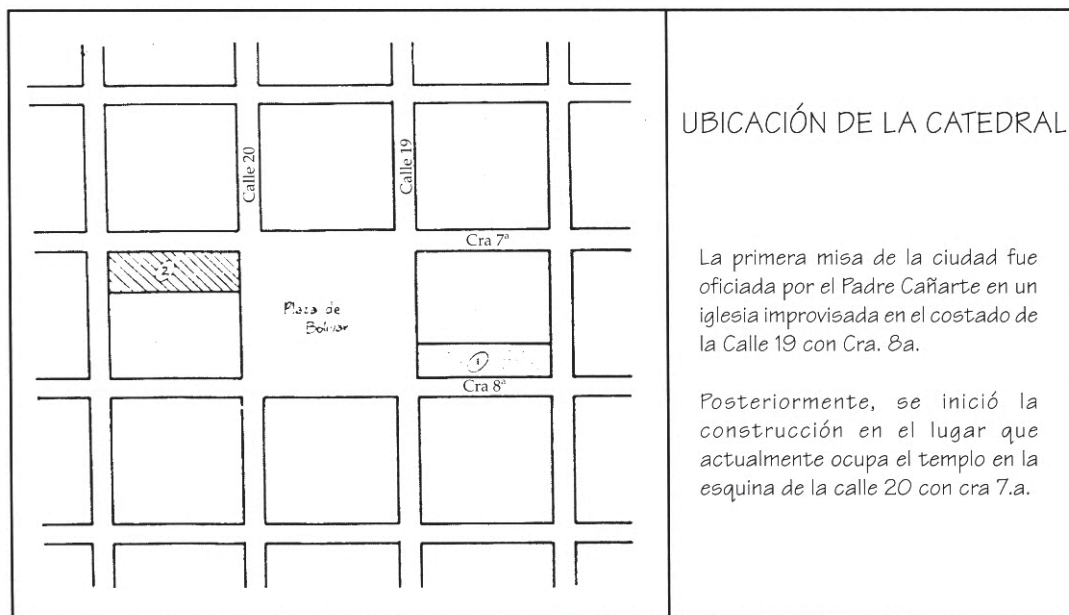 Calle 20
Calle 19
Cra 7ª
2
Plaza de
Bolivar
1
Cra 8ª
UBICACIÓN DE LA CATEDRAL
La primera misa de la ciudad fue
oficiada por el Padre Cañarte en un
iglesia improvisada en el costado de
la Calle 19 con Cra. 8a.
Posteriormente, se inició la
construcción en el lugar que
actualmente ocupa el templo en la
esquina de la calle 20 con cra 7.a.